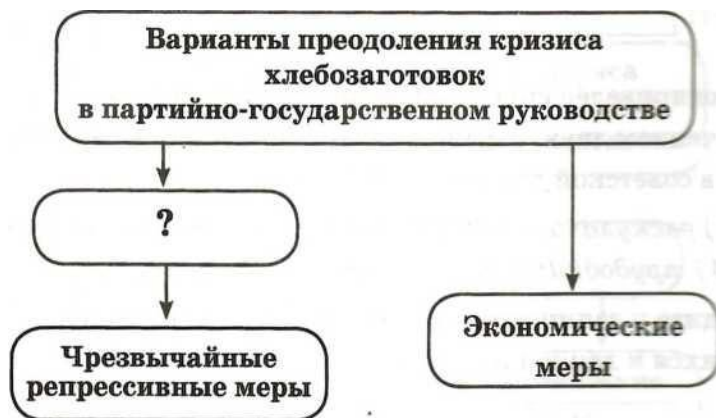 Варианты преодоления кризиса
хлебозаготовок
в партийно-государственном руководстве
?
Чрезвычайные
репрессивные меры
Экономические
меры